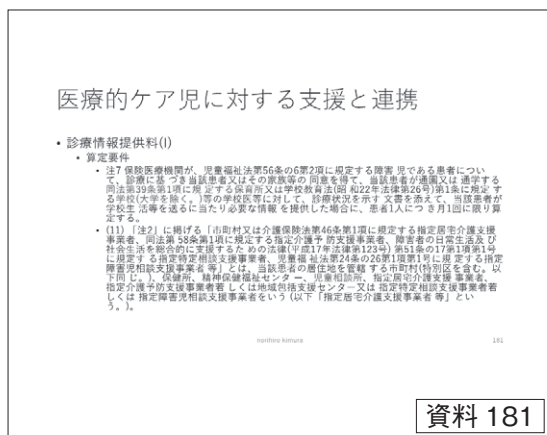 医療的ケア児に対する支援と連携
• 診療情報提供料(I)
• 算定要件
• 注7 保険医療機関が、児童福祉法第56条の6第2項に規定する障害 児である患者につい
て、診療に基 づき当該患者又はその家族等の 同意を得て、当該患者が通園又は 通学する
同法第39条第1項に規 定する保育所又は学校教育法(昭 和22年法律第26号)第1条に規定す
る学校(大学を除く。)等の学校医等に対して、診療状況を示す 文書を添えて、当該患者が
学校生 活等を送るに当たり必要な情報 を提供した場合に、患者1人につ き月1回に限り算
定する。
• (11) 「注2」に掲げる「市町村又は介護保険法第46条第1項に規定する指定居宅介護支援
事業者、同法第 58条第1項に規定する指定介護予 防支援事業者、障害者の日常生活及 び
社会生活を総合的に支援するた めの法律(平成17年法律第123号) 第51条の17第1項第1号
に規定す る指定特定相談支援事業者、児童福 祉法第24条の26第1項第1号に規 定する指定
障害児相談支援事業者 等」とは、当該患者の居住地を管轄 する市町村(特別区を含む。以
下同 じ。)、保健所、精神保健福祉センタ ー、児童相談所、指定居宅介護支援 事業者、
指定介護予防支援事業者若 しくは地域包括支援センター又は 指定特定相談支援事業者若
しくは 指定障害児相談支援事業者をいう (以下「指定居宅介護支援事業者 等」とい
う。)。
norihiro kimura
181
資料 181